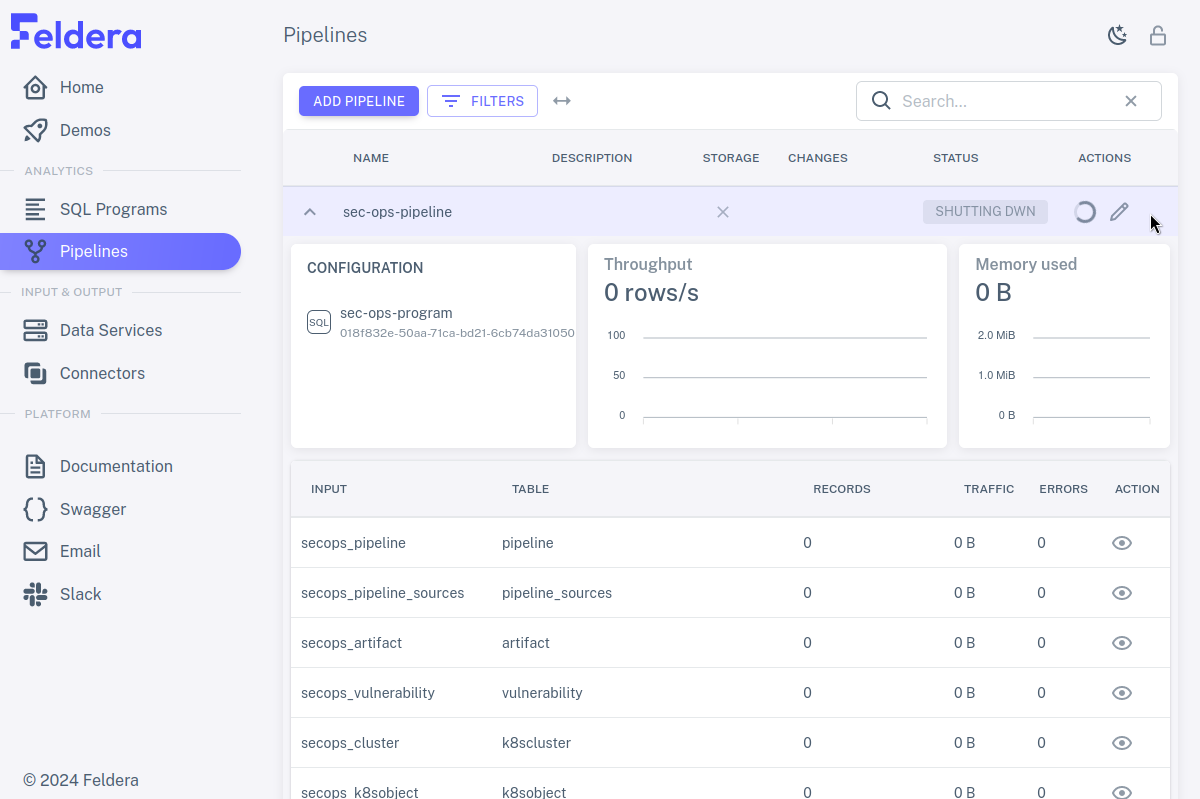 Feldera
Pipelines
Home
Demos
ANALYTICS
SQL Programs
Pipelines
INPUT & OUTPUT
Data Services
Connectors
PLATFORM
Documentation
Swagger
Email
Slack
© 2024 Feldera
ADD PIPELINE FILTERS Search...
NAME DESCRIPTION STORAGE CHANGES STATUS ACTIONS
sec-ops-pipeline SHUTTING DWN
CONFIGURATION
SQL sec-ops-program
018f832e-50aa-71ca-bd21-6cb74da31050
Throughput
0 rows/s
100
50
0
Memory used
0 B
2.0 MiB
1.0 MiB
0 B
INPUT TABLE RECORDS TRAFFIC ERRORS ACTION
secops_pipeline pipeline 0 0 B 0
secops_pipeline_sources pipeline_sources 0 0 B 0
secops_artifact artifact 0 0 B 0
secops_vulnerability vulnerability 0 0 B 0
secops_cluster k8scluster 0 0 B 0
secops_k8sobject k8sobject 0 0 B 0